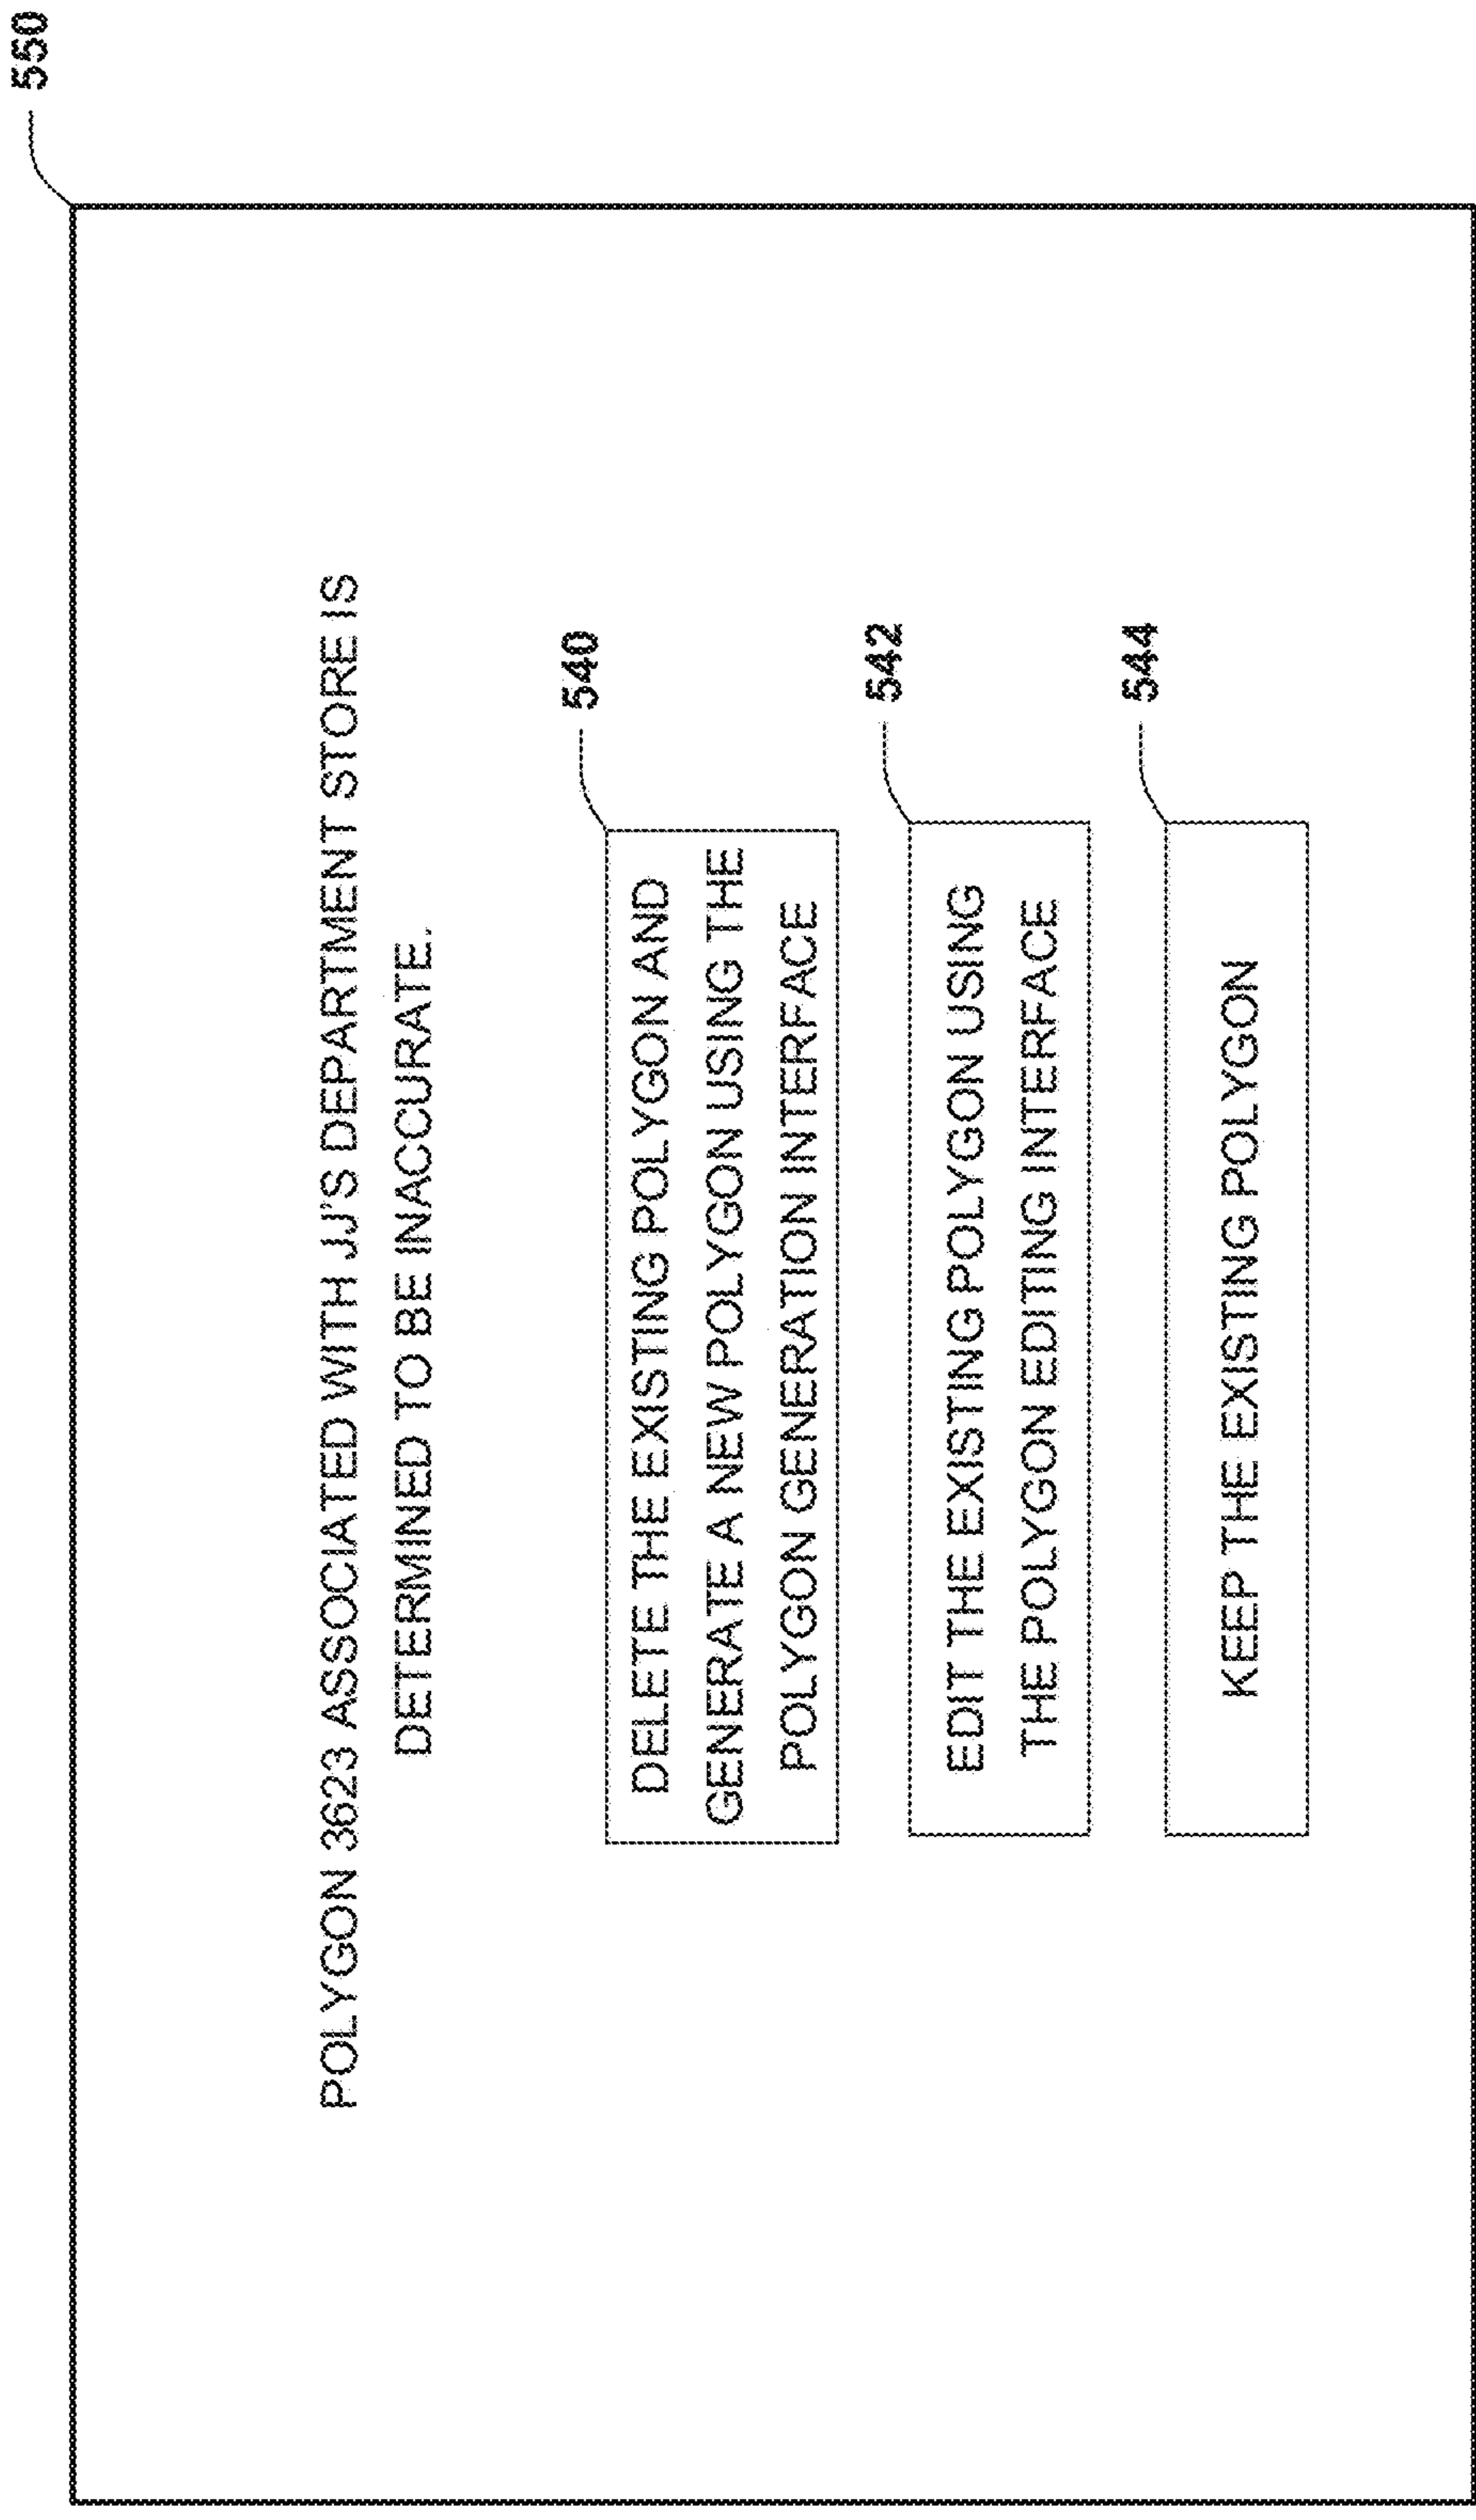 550
POLYGON 3623 ASSOCIATED WITH JJ'S DEPARTMENT STORE IS
DETERMINED TO BE INACCURATE.
540
DELETE THE EXISTING POLYGON AND
GENERATE A NEW POLYGON USING THE
POLYGON GENERATION INTERFACE
542
EDIT THE EXISTING POLYGON USING
THE POLYGON EDITING INTERFACE
544
KEEP THE EXISTING POLYGON